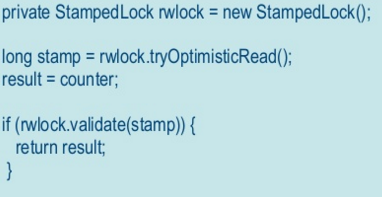 private StampedLock rwlock = new StampedLock();
long stamp = rwlock.tryOptimisticRead();
result = counter;
if (rwlock.validate(stamp)) {
return result;
}